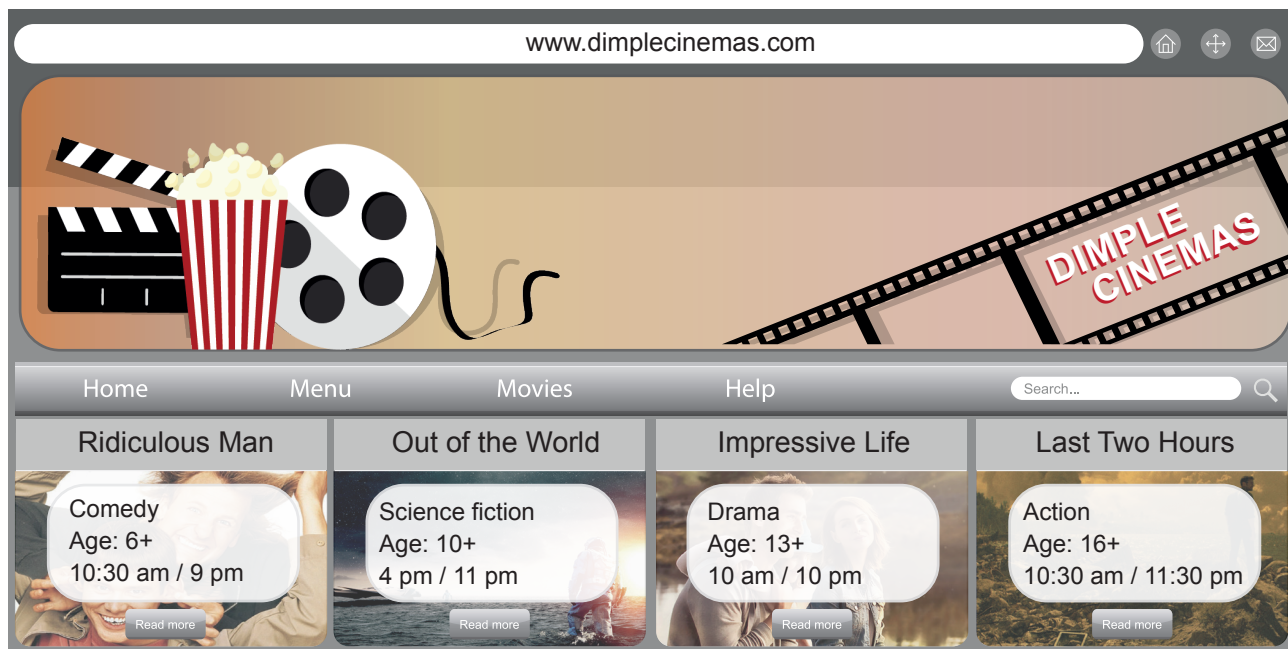 www.dimplecinemas.com
DIMPLE
CINEMAS
Home Menu Movies Help Search...
Ridiculous Man
Comedy
Age: 6+
10:30 am / 9 pm
Read more
Out of the World
Science fiction
Age: 10+
4 pm / 11 pm
Read more
Impressive Life
Drama
Age: 13+
10 am / 10 pm
Read more
Last Two Hours
Action
Age: 16+
10:30 am / 11:30 pm
Read more